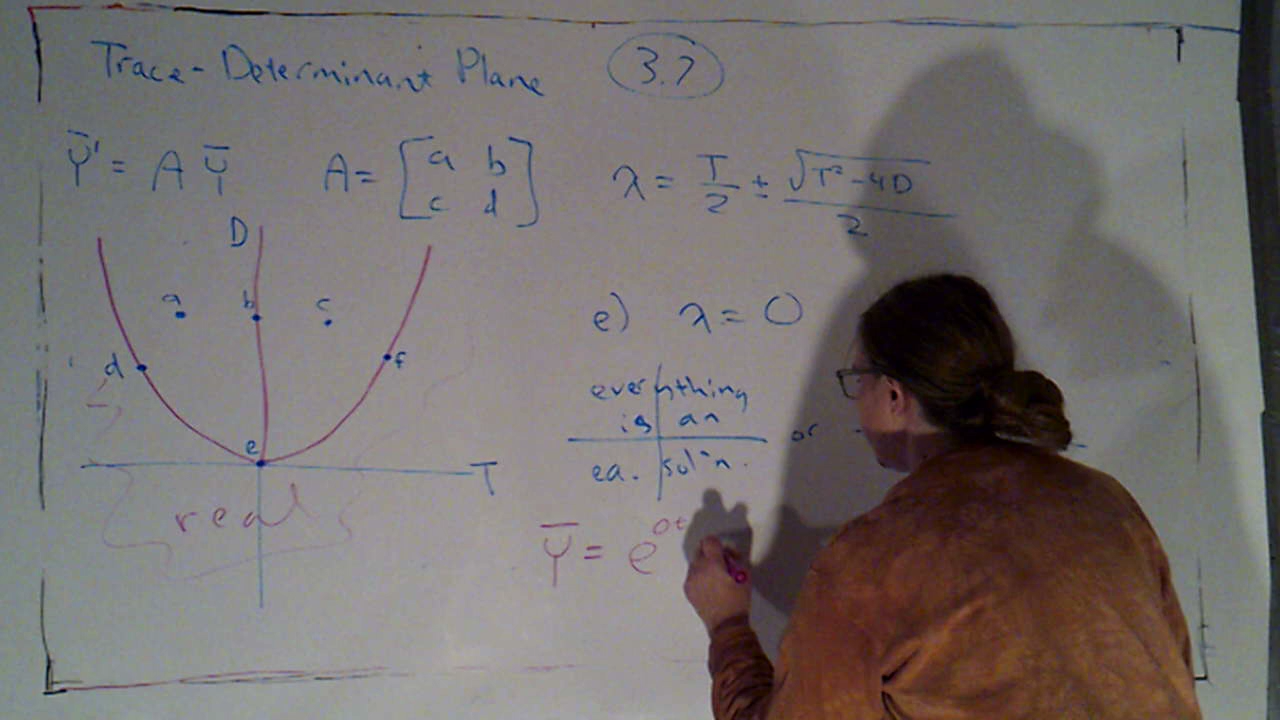 Trace-Determinant Plane 3.7
Y̅' = A Y̅ A = [a b; c d] λ = T/2 ± √(T²-4D)/2
D
a b c
d f
e
T
real
e) λ = 0
everything
is an
ea. sol'n.
or
Y̅ = e^0t